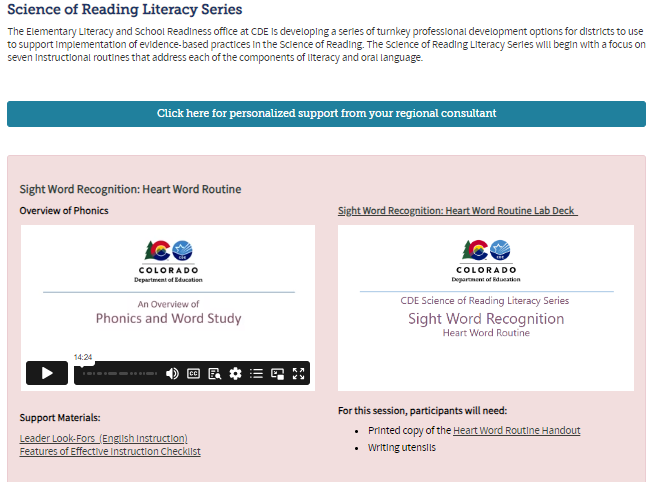 Science of Reading Literacy Series
The Elementary Literacy and School Readiness office at CDE is developing a series of turnkey professional development options for districts to use
to support implementation of evidence-based practices in the Science of Reading. The Science of Reading Literacy Series will begin with a focus on
seven instructional routines that address each of the components of literacy and oral language.
Click here for personalized support from your regional consultant
Sight Word Recognition: Heart Word Routine
Overview of Phonics
COLORADO
Department of Education
An Overview of
Phonics and Word Study
14:24
CC
Support Materials:
Leader Look-Fors (English Instruction)
Features of Effective Instruction Checklist
Sight Word Recognition: Heart Word Routine Lab Deck
COLORADO
Department of Education
CDE Science of Reading Literacy Series
Sight Word Recognition
Heart Word Routine
For this session, participants will need:
• Printed copy of the Heart Word Routine Handout
• Writing utensils